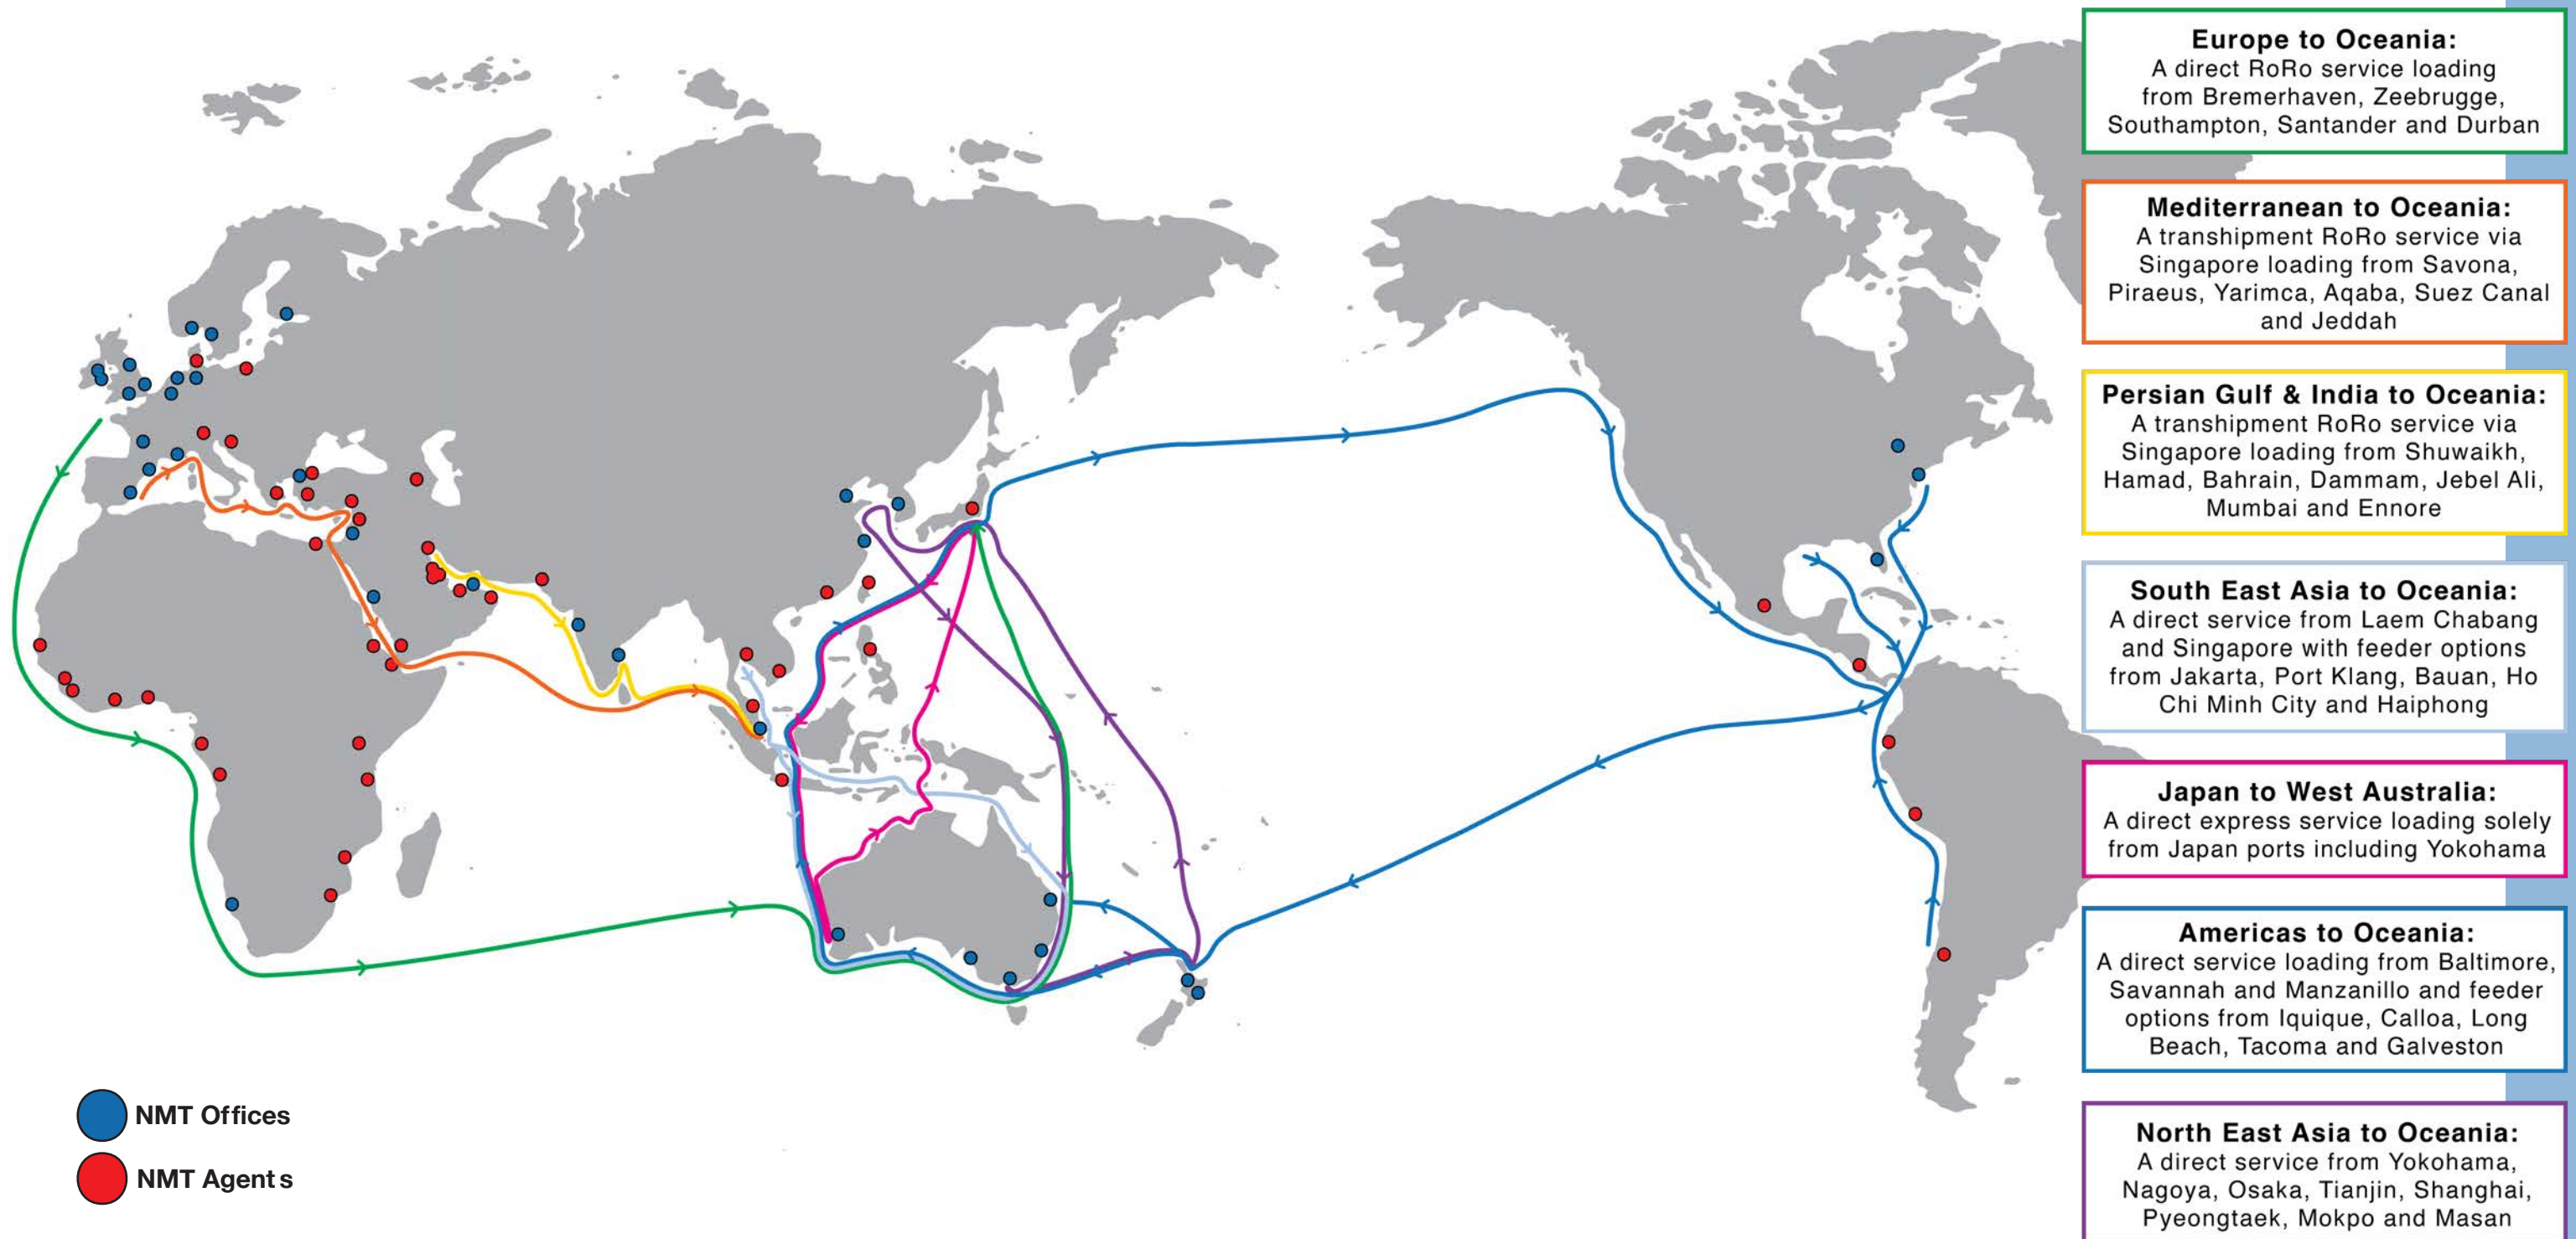 Europe to Oceania:
A direct RoRo service loading
from Bremerhaven, Zeebrugge,
Southampton, Santander and Durban
Mediterranean to Oceania:
A transhipment RoRo service via
Singapore loading from Savona,
Piraeus, Yarimca, Aqaba, Suez Canal
and Jeddah
Persian Gulf & India to Oceania:
A transhipment RoRo service via
Singapore loading from Shuwaikh,
Hamad, Bahrain, Dammam, Jebel Ali,
Mumbai and Ennore
South East Asia to Oceania:
A direct service from Laem Chabang
and Singapore with feeder options
from Jakarta, Port Klang, Bauan, Ho
Chi Minh City and Haiphong
Japan to West Australia:
A direct express service loading solely
from Japan ports including Yokohama
Americas to Oceania:
A direct service loading from Baltimore,
Savannah and Manzanillo and feeder
options from Iquique, Calloa, Long
Beach, Tacoma and Galveston
North East Asia to Oceania:
A direct service from Yokohama,
Nagoya, Osaka, Tianjin, Shanghai,
Pyeongtaek, Mokpo and Masan
NMT Offices
NMT Agents